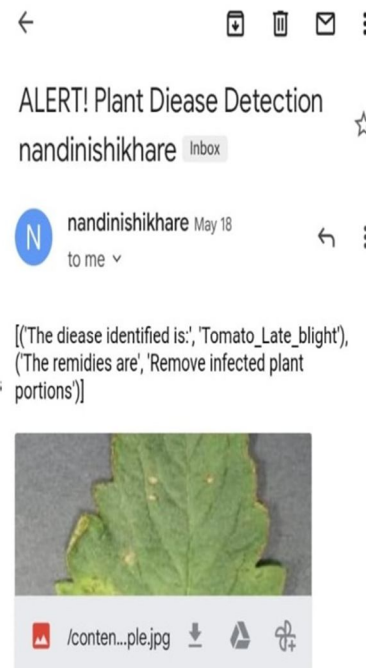 ALERT! Plant Diease Detection
nandinishikhare Inbox
N
nandinishikhare May 18
to me
[('The diease identified is:', 'Tomato_Late_blight'),
('The remidies are', 'Remove infected plant
portions')]
/conten...ple.jpg